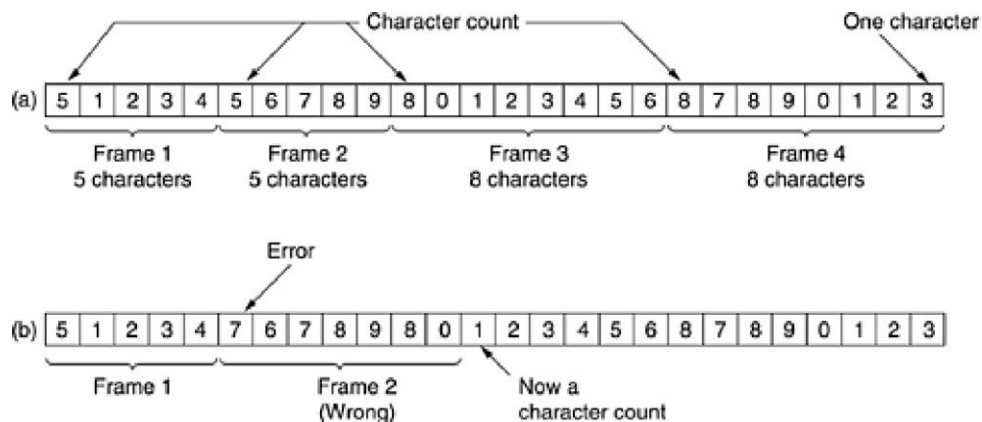 Character count
One character
(a) 5 1 2 3 4 5 6 7 8 9 8 0 1 2 3 4 5 6 8 7 8 9 0 1 2 3
Frame 1
5 characters
Frame 2
5 characters
Frame 3
8 characters
Frame 4
8 characters
Error
(b) 5 1 2 3 4 7 6 7 8 9 8 0 1 2 3 4 5 6 8 7 8 9 0 1 2 3
Frame 1
Frame 2
(Wrong)
Now a
character count